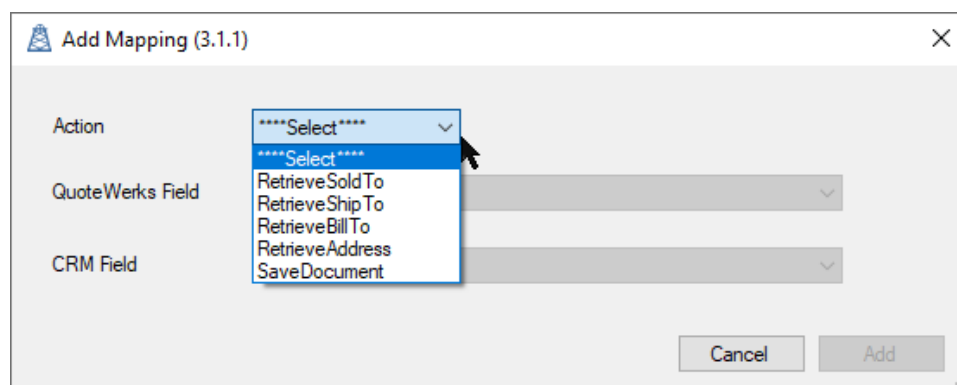 Add Mapping (3.1.1)
Action
****Select****
****Select****
RetrieveSoldTo
QuoteWerks Field
RetrieveShipTo
RetrieveBillTo
RetrieveAddress
CRM Field
SaveDocument
Cancel
Add